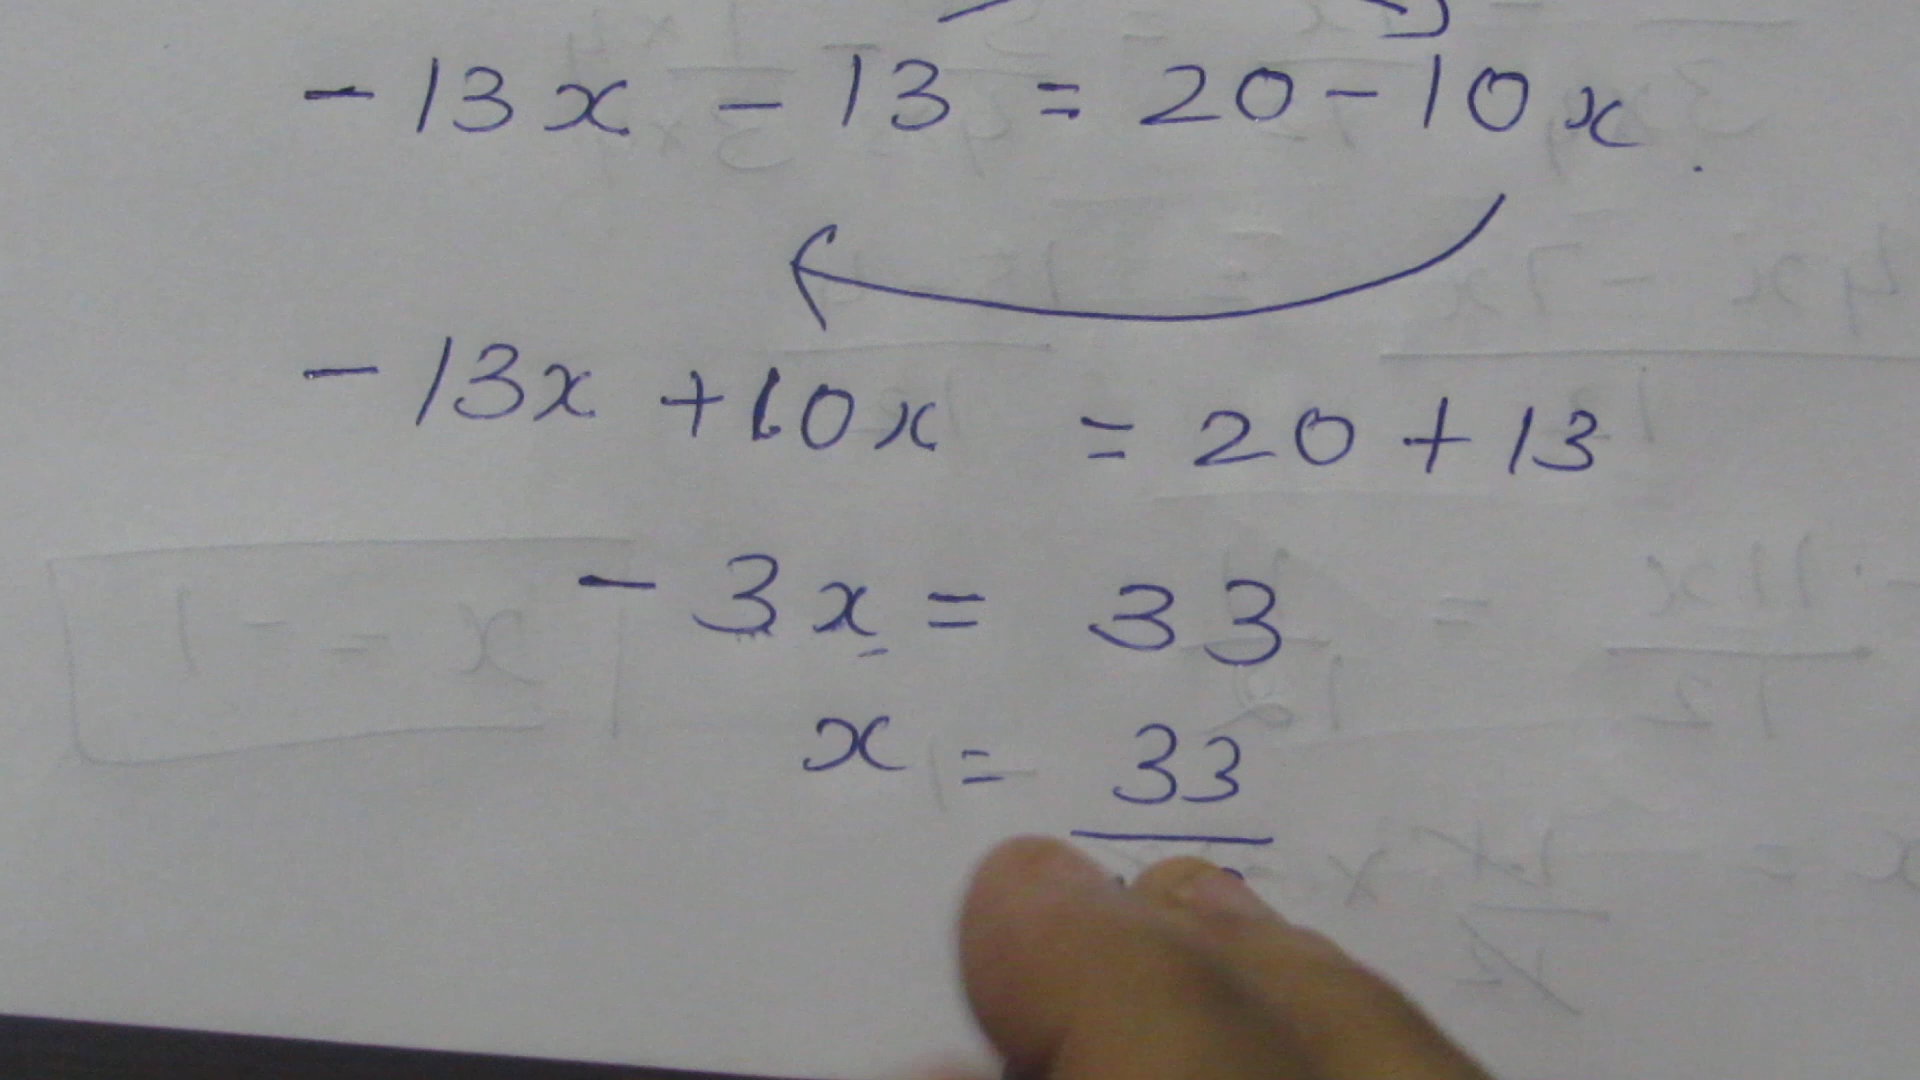 - 13x - 13 = 20 - 10x
- 13x + 10x = 20 + 13
- 3x = 33
x = 33